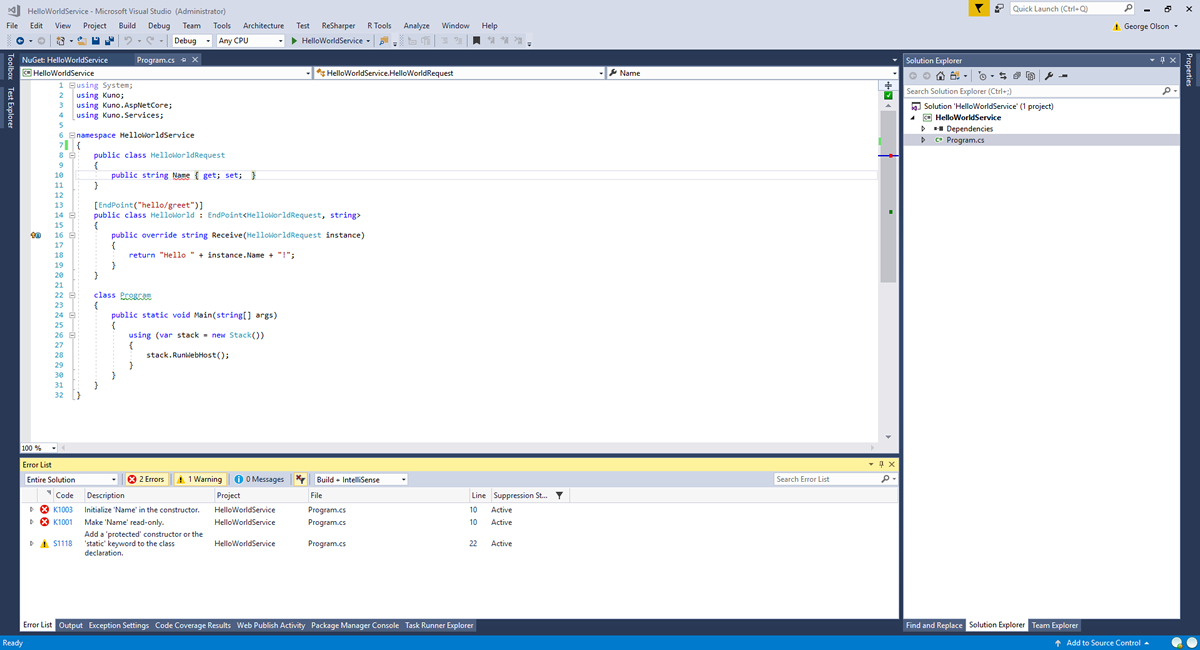 HelloWorldService - Microsoft Visual Studio (Administrator)
Quick Launch (Ctrl+Q)
File Edit View Project Build Debug Team Tools Architecture Test ReSharper R Tools Analyze Window Help
George Olson
Debug Any CPU HelloWorldService
Toolbox
Test Explorer
NuGet: HelloWorldService Program.cs
HelloWorldService HelloWorldService.HelloWorldRequest Name
1 using System;
2 using Kuno;
3 using Kuno.AspNetCore;
4 using Kuno.Services;
5
6 namespace HelloWorldService
7 {
8 public class HelloWorldRequest
9 {
10 public string Name { get; set; }
11 }
12
13 [EndPoint("hello/greet")]
14 public class HelloWorld : EndPoint<HelloWorldRequest, string>
15 {
16 public override string Receive(HelloWorldRequest instance)
17 {
18 return "Hello " + instance.Name + "!";
19 }
20 }
21
22 class Program
23 {
24 public static void Main(string[] args)
25 {
26 using (var stack = new Stack())
27 {
28 stack.RunWebHost();
29 }
30 }
31 }
32 }
100 %
Error List
Entire Solution 2 Errors 1 Warning 0 Messages Build + IntelliSense Search Error List
Code Description Project File Line Suppression St...
K1003 Initialize 'Name' in the constructor. HelloWorldService Program.cs 10 Active
K1001 Make 'Name' read-only. HelloWorldService Program.cs 10 Active
S1118 Add a 'protected' constructor or the 'static' keyword to the class declaration. HelloWorldService Program.cs 22 Active
Error List Output Exception Settings Code Coverage Results Web Publish Activity Package Manager Console Task Runner Explorer
Solution Explorer
Search Solution Explorer (Ctrl+;)
Solution 'HelloWorldService' (1 project)
HelloWorldService
Dependencies
Program.cs
Find and Replace Solution Explorer Team Explorer
Properties
Ready
Add to Source Control